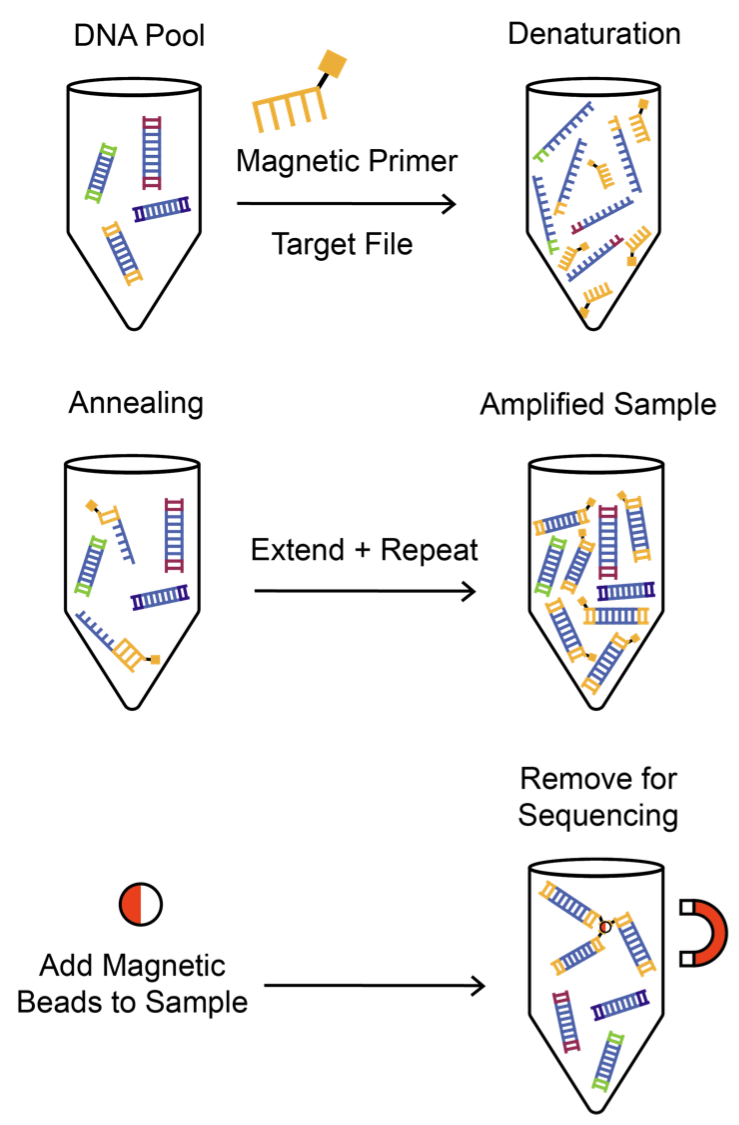 DNA Pool
Denaturation
Magnetic Primer
Target File
Annealing
Amplified Sample
Extend + Repeat
Remove for
Sequencing
Add Magnetic
Beads to Sample